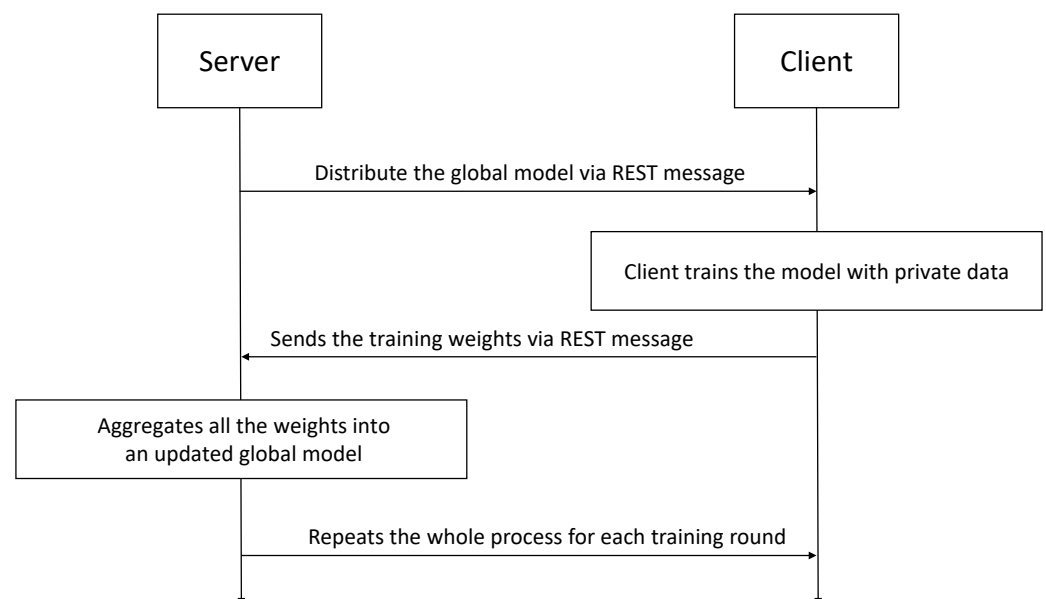 Server
Client
Distribute the global model via REST message
Client trains the model with private data
Sends the training weights via REST message
Aggregates all the weights into
an updated global model
Repeats the whole process for each training round